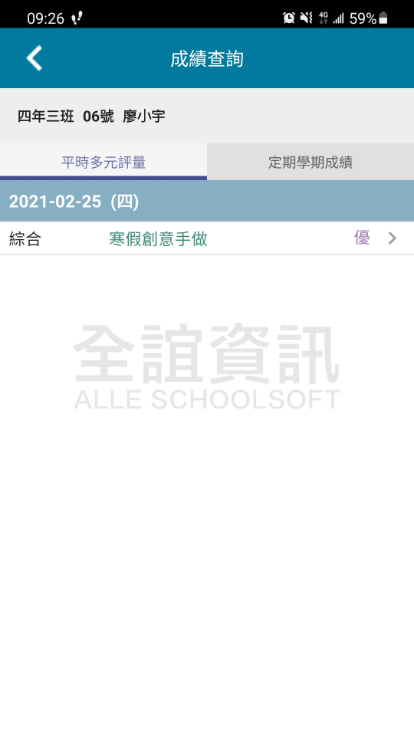 09:26 4G 59%
成績查詢
四年三班 06號 廖小宇
平時多元評量 定期學期成績
2021-02-25 (四)
綜合 寒假創意手做 優
全誼資訊
ALLE SCHOOLSOFT